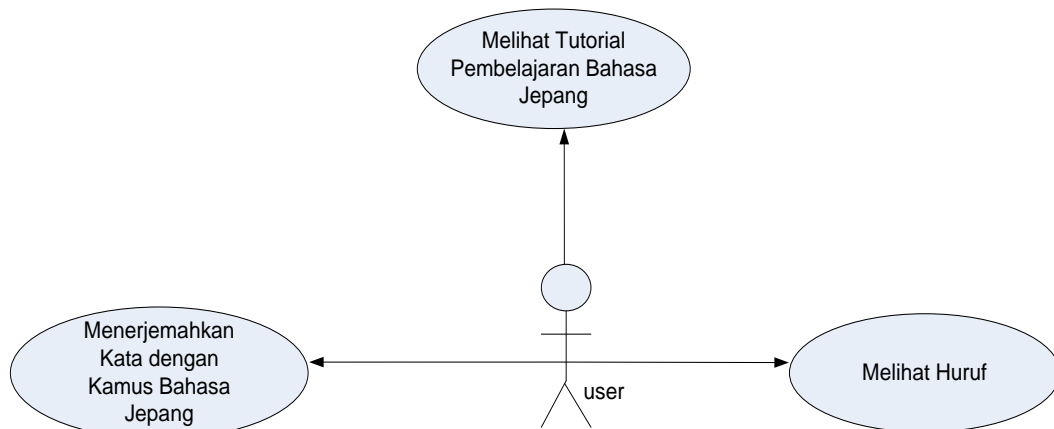 Melihat Tutorial
Pembelajaran Bahasa
Jepang
Menerjemahkan
Kata dengan
Kamus Bahasa
Jepang
user
Melihat Huruf